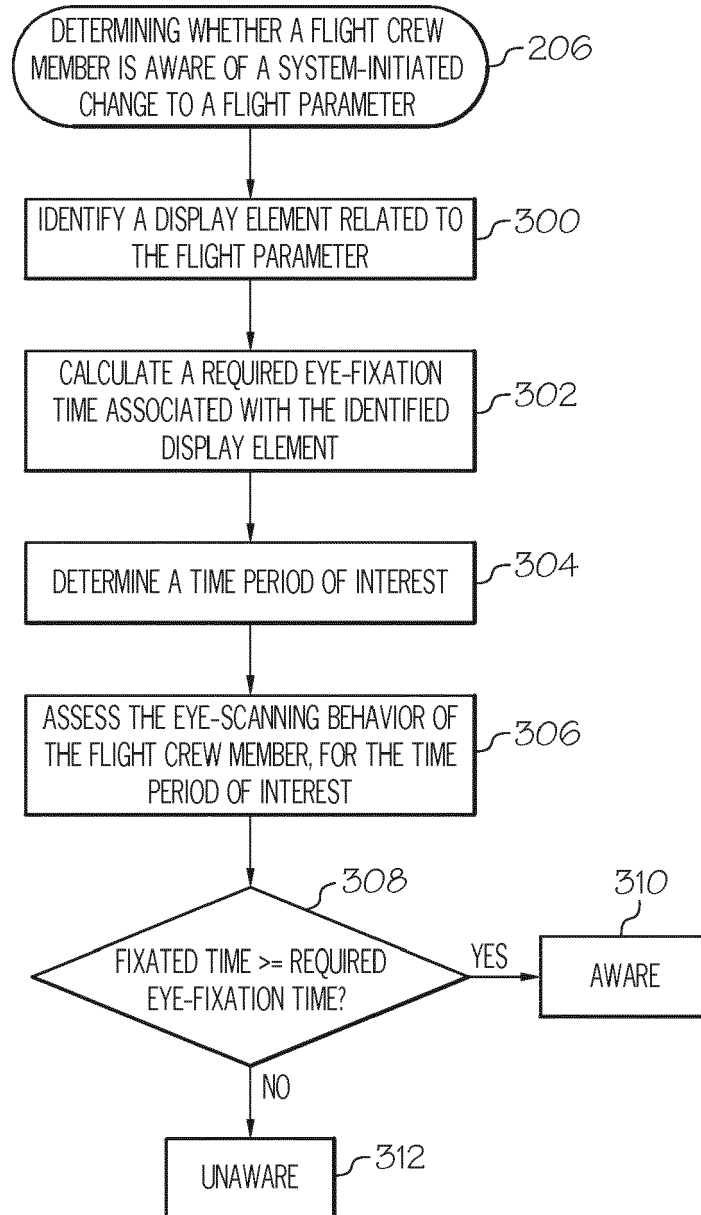 DETERMINING WHETHER A FLIGHT CREW
MEMBER IS AWARE OF A SYSTEM-INITIATED
CHANGE TO A FLIGHT PARAMETER
206
IDENTIFY A DISPLAY ELEMENT RELATED TO
THE FLIGHT PARAMETER
300
CALCULATE A REQUIRED EYE-FIXATION
TIME ASSOCIATED WITH THE IDENTIFIED
DISPLAY ELEMENT
302
DETERMINE A TIME PERIOD OF INTEREST
304
ASSESS THE EYE-SCANNING BEHAVIOR OF
THE FLIGHT CREW MEMBER, FOR THE TIME
PERIOD OF INTEREST
306
308
FIXATED TIME >= REQUIRED
EYE-FIXATION TIME?
YES
310
AWARE
NO
UNAWARE
312